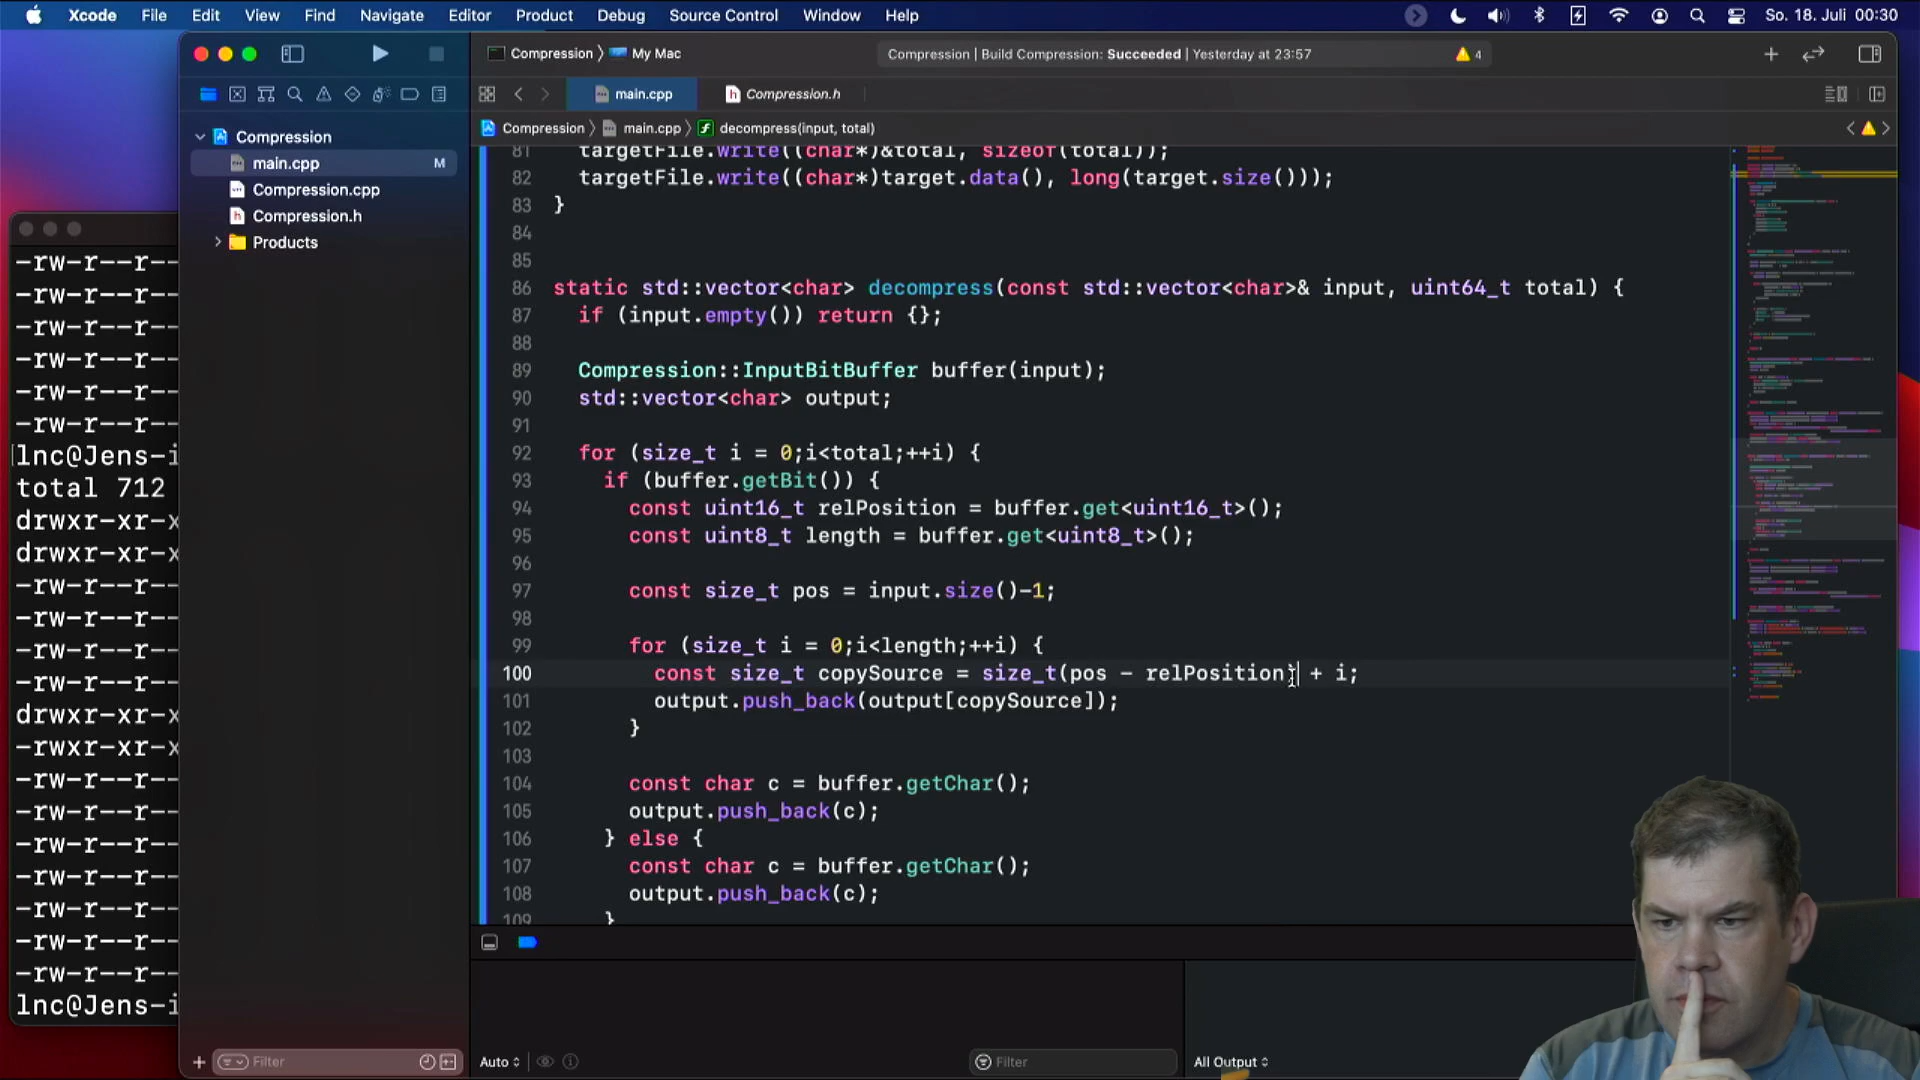 Xcode File Edit View Find Navigate Editor Product Debug Source Control Window Help So. 18. Juli 00:30
Compression 〉 My Mac
Compression | Build Compression: Succeeded | Yesterday at 23:57
4
main.cpp
Compression.h
Compression 〉 main.cpp 〉 decompress(input, total)
Compression
main.cpp M
Compression.cpp
Compression.h
Products
-rw-r--r--
-rw-r--r--
-rw-r--r--
-rw-r--r--
-rw-r--r--
-rw-r--r--
lnc@Jens-i
total 712
drwxr-xr-x
drwxr-xr-x
-rw-r--r--
-rw-r--r--
-rw-r--r--
-rw-r--r--
drwxr-xr-x
-rwxr-xr-x
-rw-r--r--
-rw-r--r--
-rw-r--r--
-rw-r--r--
-rw-r--r--
-rw-r--r--
-rw-r--r--
lnc@Jens-i
81 targetFile.write((char*)&total, sizeof(total));
82 targetFile.write((char*)target.data(), long(target.size()));
83 }
84
85
86 static std::vector<char> decompress(const std::vector<char>& input, uint64_t total) {
87 if (input.empty()) return {};
88
89 Compression::InputBitBuffer buffer(input);
90 std::vector<char> output;
91
92 for (size_t i = 0;i<total;++i) {
93 if (buffer.getBit()) {
94 const uint16_t relPosition = buffer.get<uint16_t>();
95 const uint8_t length = buffer.get<uint8_t>();
96
97 const size_t pos = input.size()-1;
98
99 for (size_t i = 0;i<length;++i) {
100 const size_t copySource = size_t(pos - relPosition) + i;
101 output.push_back(output[copySource]);
102 }
103
104 const char c = buffer.getChar();
105 output.push_back(c);
106 } else {
107 const char c = buffer.getChar();
108 output.push_back(c);
109 }
Filter
Auto
Filter
All Output